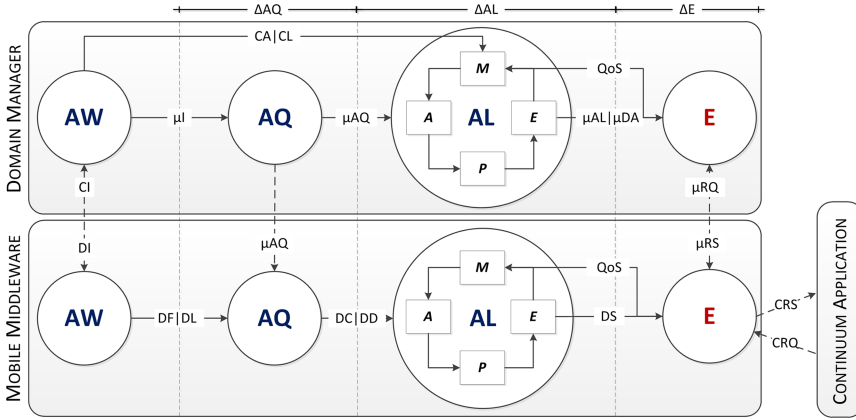 ΔAQ ΔAL ΔE
DOMAIN MANAGER
CA|CL
M
QoS
AW μI AQ μAQ A AL E μAL|μDA E
P
CI μRQ
MOBILE MIDDLEWARE
DI μAQ μRS
M
QoS
AW DF|DL AQ DC|DD A AL E DS E
P
CRS
CRQ
CONTINUUM APPLICATION